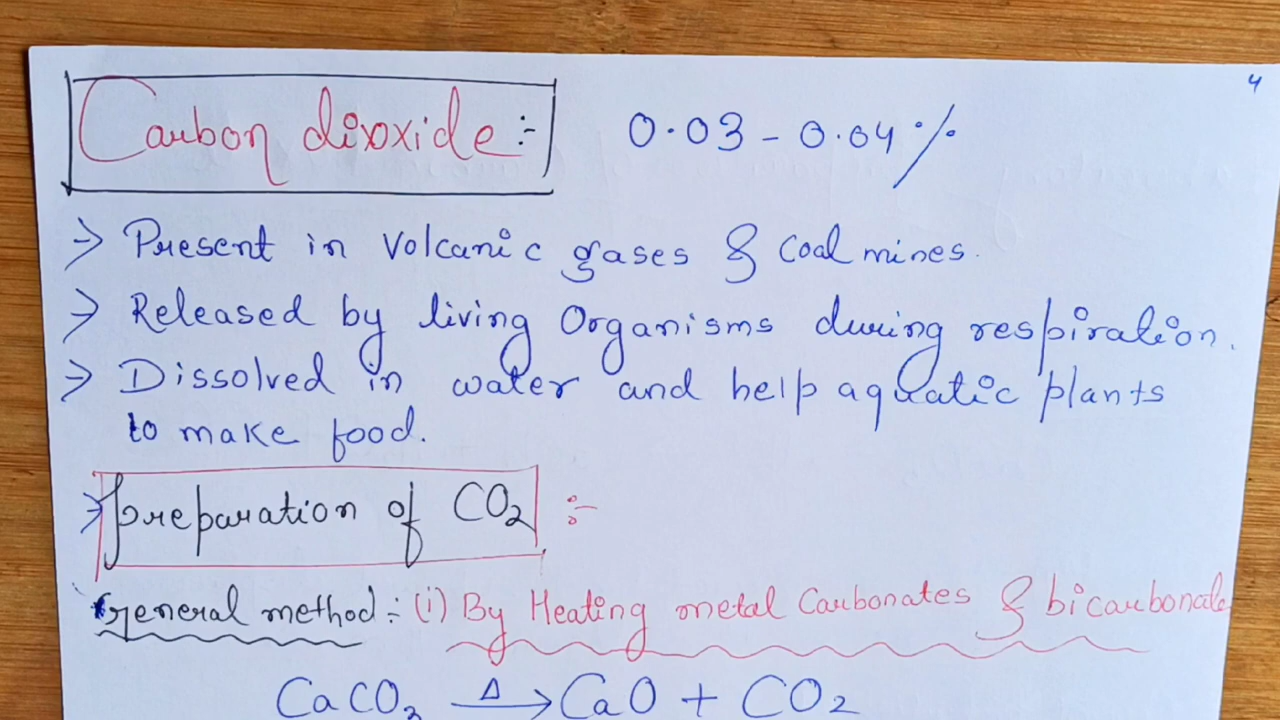 4
Carbon dioxide:- 0.03 - 0.04%
→ Present in volcanic gases & coal mines.
→ Released by living Organisms during respiration.
→ Dissolved in water and help aquatic plants
to make food.
→ Preparation of CO₂ :-
General method:- (i) By Heating metal Carbonates & bicarbonate
CaCO₃ —Δ→ CaO + CO₂